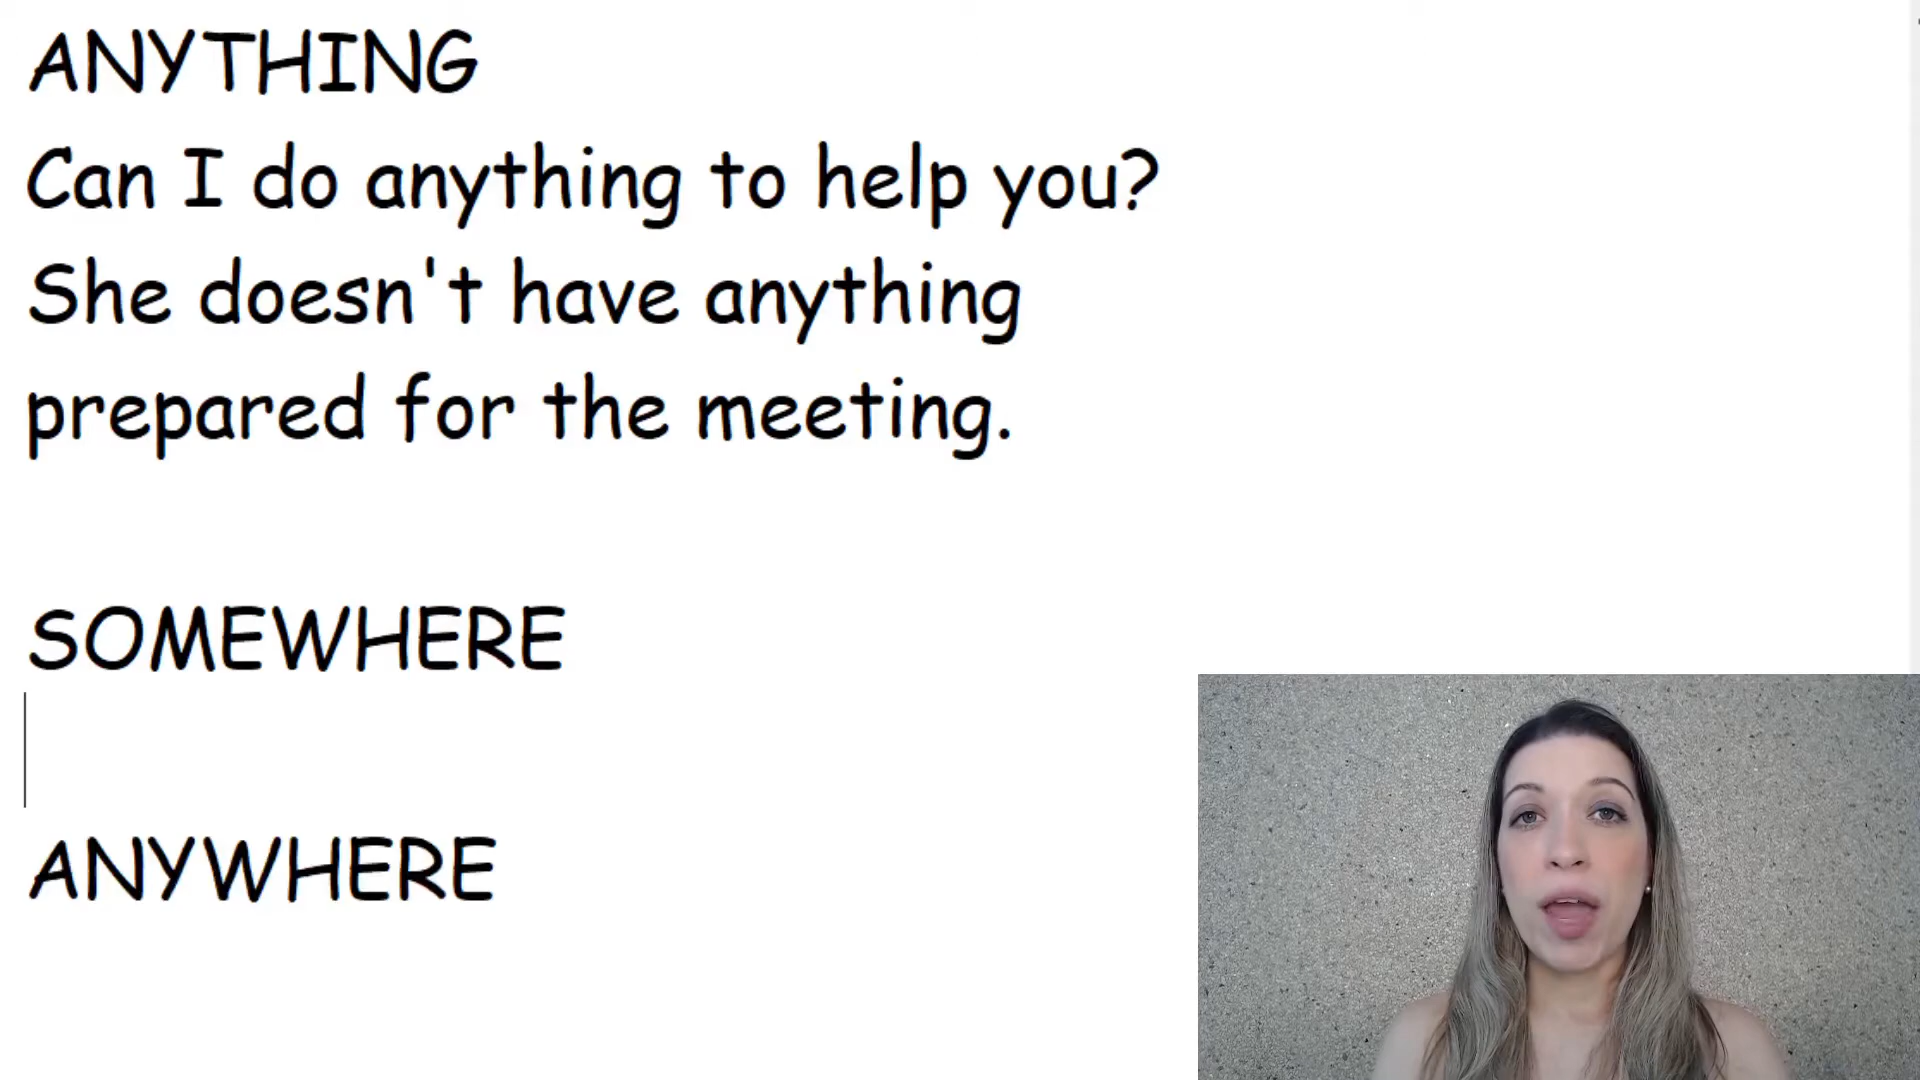 ANYTHING
Can I do anything to help you?
She doesn't have anything
prepared for the meeting.
SOMEWHERE
ANYWHERE